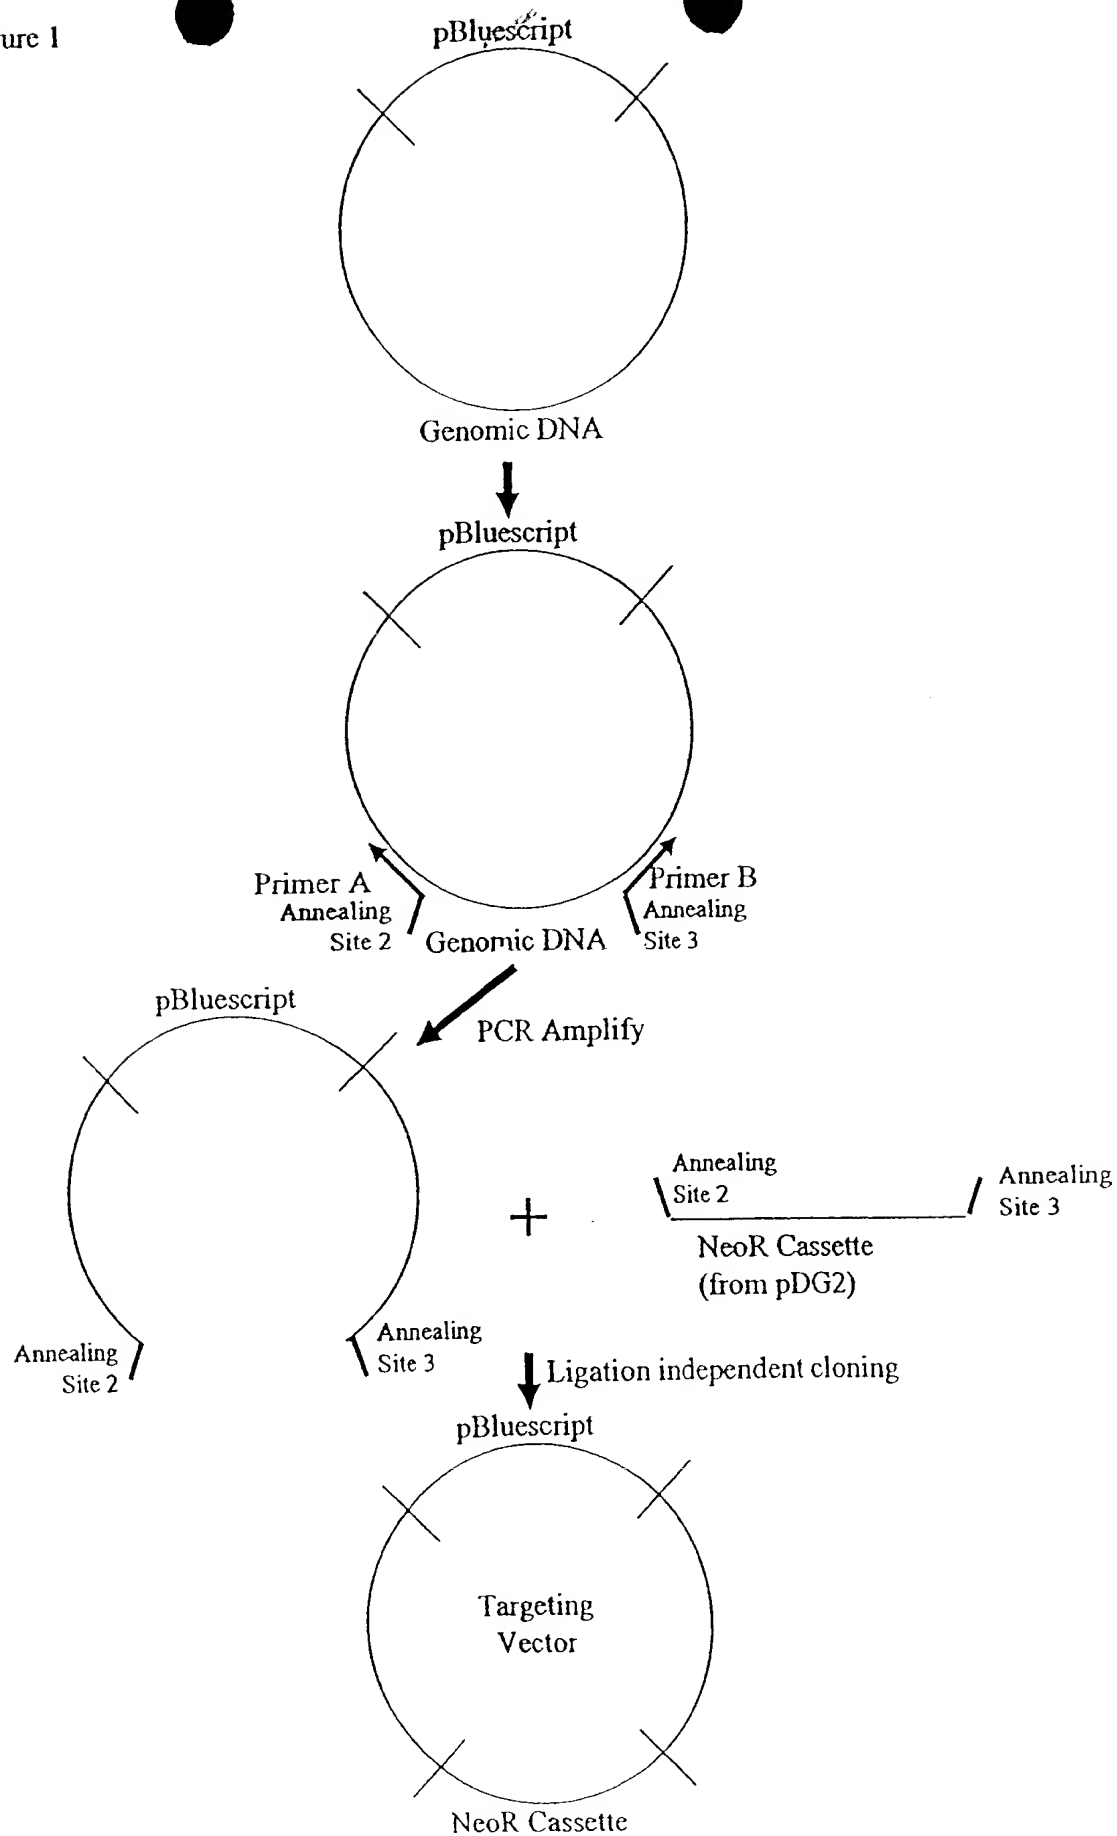 ure 1
pBluescript
Genomic DNA
pBluescript
Primer A
Annealing
Site 2
Primer B
Annealing
Site 3
Genomic DNA
pBluescript
PCR Amplify
Annealing
Site 2
Annealing
Site 3
+
NeoR Cassette
(from pDG2)
Annealing
Site 2
Annealing
Site 3
Ligation independent cloning
pBluescript
Targeting
Vector
NeoR Cassette